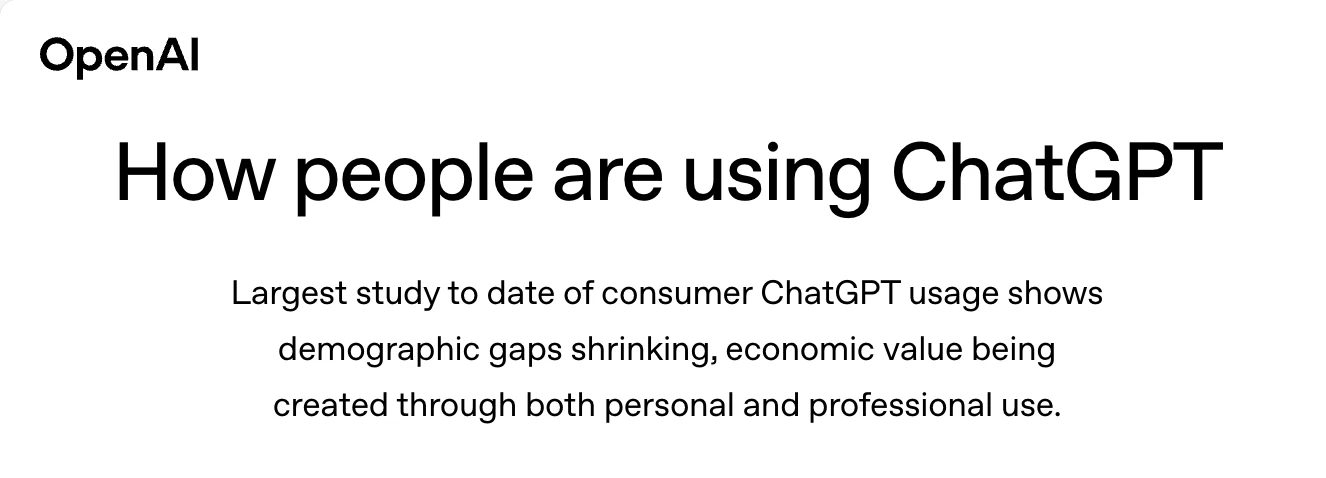 OpenAI
How people are using ChatGPT
Largest study to date of consumer ChatGPT usage shows
demographic gaps shrinking, economic value being
created through both personal and professional use.